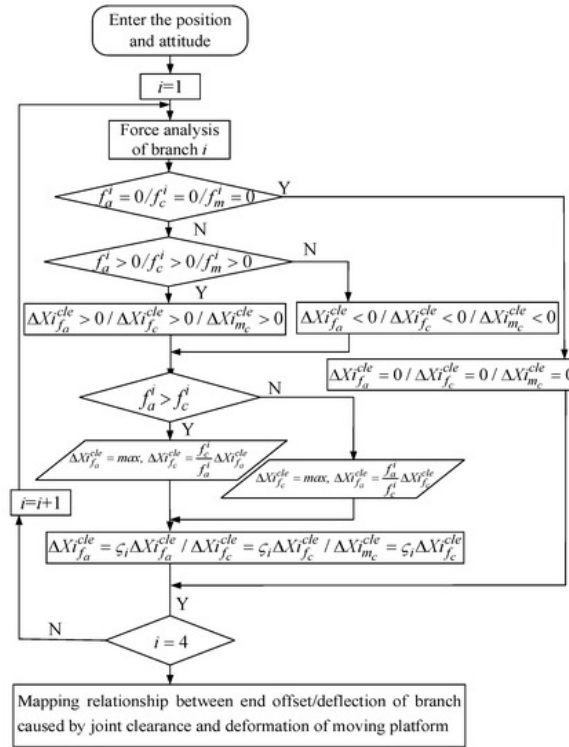 Enter the position
and attitude
i=1
Force analysis
of branch i
f_a^i = 0/f_c^i = 0/f_m^i = 0
Y
N
f_a^i > 0/f_c^i > 0/f_m^i > 0
N
Y
ΔXi_{f_a}^{cle} > 0 / ΔXi_{f_c}^{cle} > 0 / ΔXi_{m_c}^{cle} > 0
ΔXi_{f_a}^{cle} < 0 / ΔXi_{f_c}^{cle} < 0 / ΔXi_{m_c}^{cle} < 0
ΔXi_{f_a}^{cle} = 0 / ΔXi_{f_c}^{cle} = 0 / ΔXi_{m_c}^{cle} = 0
f_a^i > f_c^i
N
Y
ΔXi_{f_a}^{cle} = max, ΔXi_{f_c}^{cle} = \frac{f_c^i}{f_a^i} ΔXi_{f_a}^{cle}
ΔXi_{f_c}^{cle} = max, ΔXi_{f_a}^{cle} = \frac{f_a^i}{f_c^i} ΔXi_{f_c}^{cle}
i=i+1
ΔXi_{f_a}^{cle} = ς_i ΔXi_{f_a}^{cle} / ΔXi_{f_c}^{cle} = ς_i ΔXi_{f_c}^{cle} / ΔXi_{m_c}^{cle} = ς_i ΔXi_{f_c}^{cle}
Y
N
i = 4
Mapping relationship between end offset/deflection of branch
caused by joint clearance and deformation of moving platform